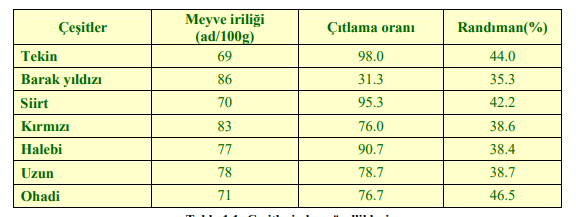 Çeşitler Meyve iriliği (ad/100g) Çıtlama oranı Randıman(%)
Tekin 69 98.0 44.0
Barak yıldızı 86 31.3 35.3
Siirt 70 95.3 42.2
Kırmızı 83 76.0 38.6
Halebi 77 90.7 38.4
Uzun 78 78.7 38.7
Ohadi 71 76.7 46.5